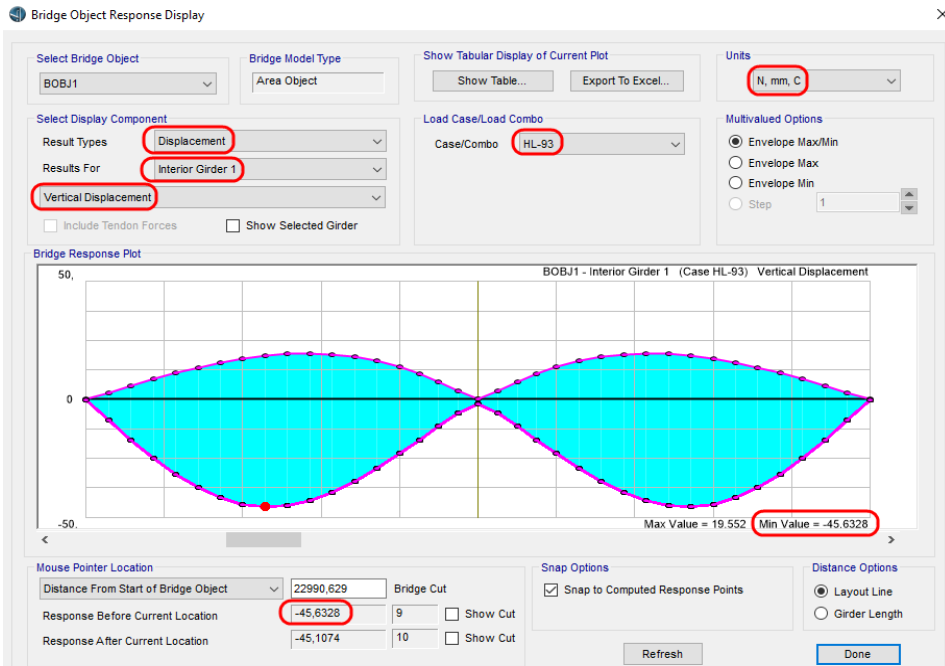 Bridge Object Response Display
Select Bridge Object
BOBJ1
Bridge Model Type
Area Object
Show Tabular Display of Current Plot
Show Table...
Export To Excel...
Units
N, mm, C
Select Display Component
Result Types
Displacement
Results For
Interior Girder 1
Vertical Displacement
Include Tendon Forces
Show Selected Girder
Load Case/Load Combo
Case/Combo
HL-93
Multivalued Options
Envelope Max/Min
Envelope Max
Envelope Min
Step
1
Bridge Response Plot
50,
BOBJ1 - Interior Girder 1 (Case HL-93) Vertical Displacement
0
-50.
Max Value = 19.552
Min Value = -45.6328
Mouse Pointer Location
Distance From Start of Bridge Object
22990,629
Bridge Cut
Response Before Current Location
-45,6328
9
Show Cut
Response After Current Location
-45,1074
10
Show Cut
Snap Options
Snap to Computed Response Points
Distance Options
Layout Line
Girder Length
Refresh
Done